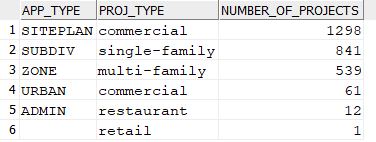 APP_TYPE PROJ_TYPE NUMBER_OF_PROJECTS
1 SITEPLAN commercial 1298
2 SUBDIV single-family 841
3 ZONE multi-family 539
4 URBAN commercial 61
5 ADMIN restaurant 12
6 retail 1